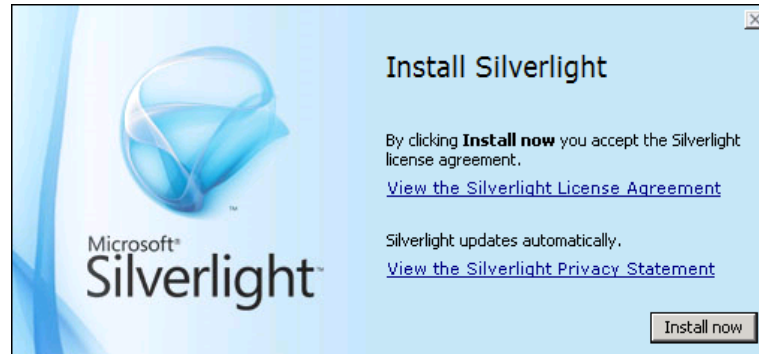 Install Silverlight
By clicking Install now you accept the Silverlight
license agreement.
View the Silverlight License Agreement
Silverlight updates automatically.
View the Silverlight Privacy Statement
Microsoft®
Silverlight™
TM
Install now